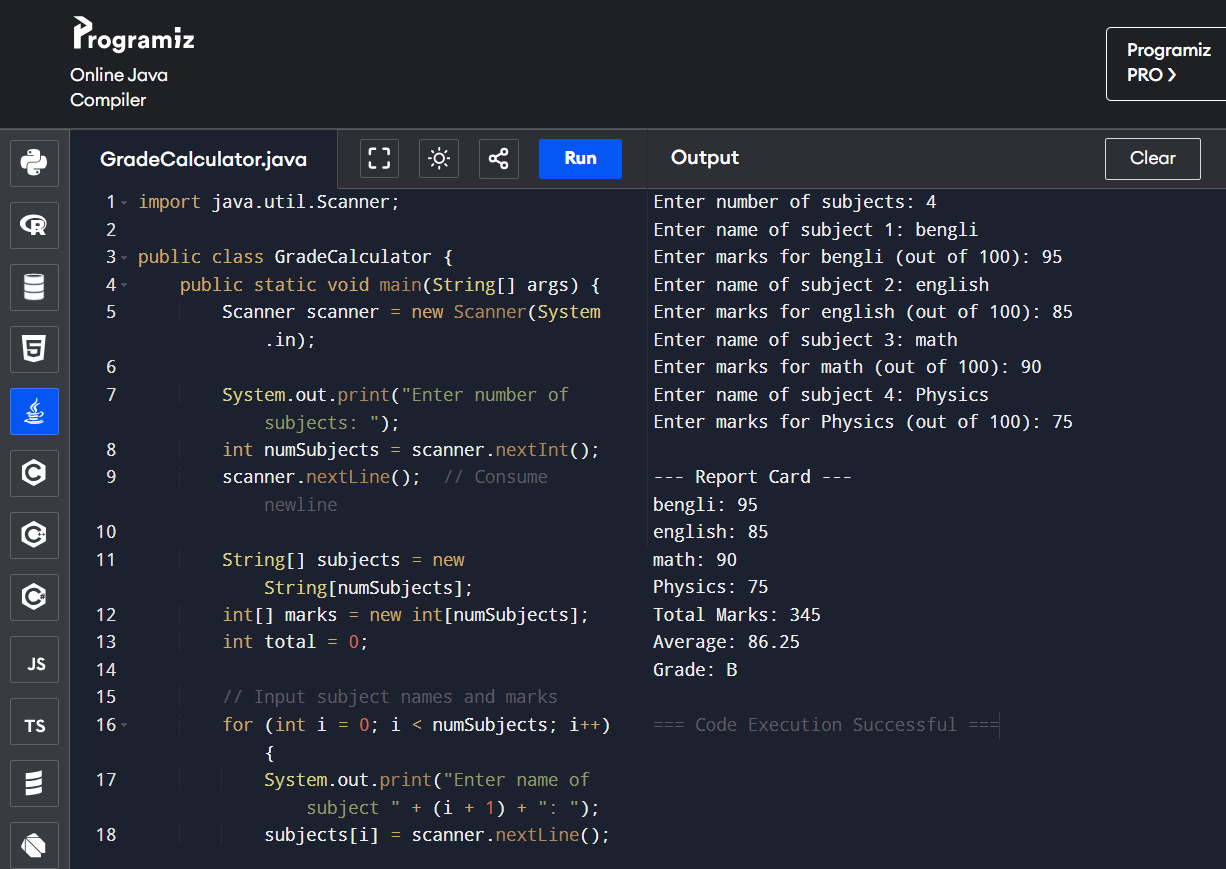 Programiz
Online Java
Compiler
Programiz
PRO ❯
GradeCalculator.java
Run
Output
Clear
1 import java.util.Scanner;
2
3 public class GradeCalculator {
4 public static void main(String[] args) {
5 Scanner scanner = new Scanner(System
.in);
6
7 System.out.print("Enter number of
subjects: ");
8 int numSubjects = scanner.nextInt();
9 scanner.nextLine();  // Consume
newline
10
11 String[] subjects = new
String[numSubjects];
12 int[] marks = new int[numSubjects];
13 int total = 0;
14
15 // Input subject names and marks
16 for (int i = 0; i < numSubjects; i++)
{
17 System.out.print("Enter name of
subject " + (i + 1) + ": ");
18 subjects[i] = scanner.nextLine();
Enter number of subjects: 4
Enter name of subject 1: bengli
Enter marks for bengli (out of 100): 95
Enter name of subject 2: english
Enter marks for english (out of 100): 85
Enter name of subject 3: math
Enter marks for math (out of 100): 90
Enter name of subject 4: Physics
Enter marks for Physics (out of 100): 75
--- Report Card ---
bengli: 95
english: 85
math: 90
Physics: 75
Total Marks: 345
Average: 86.25
Grade: B
=== Code Execution Successful ===
R
5
C
C+
C#
JS
TS